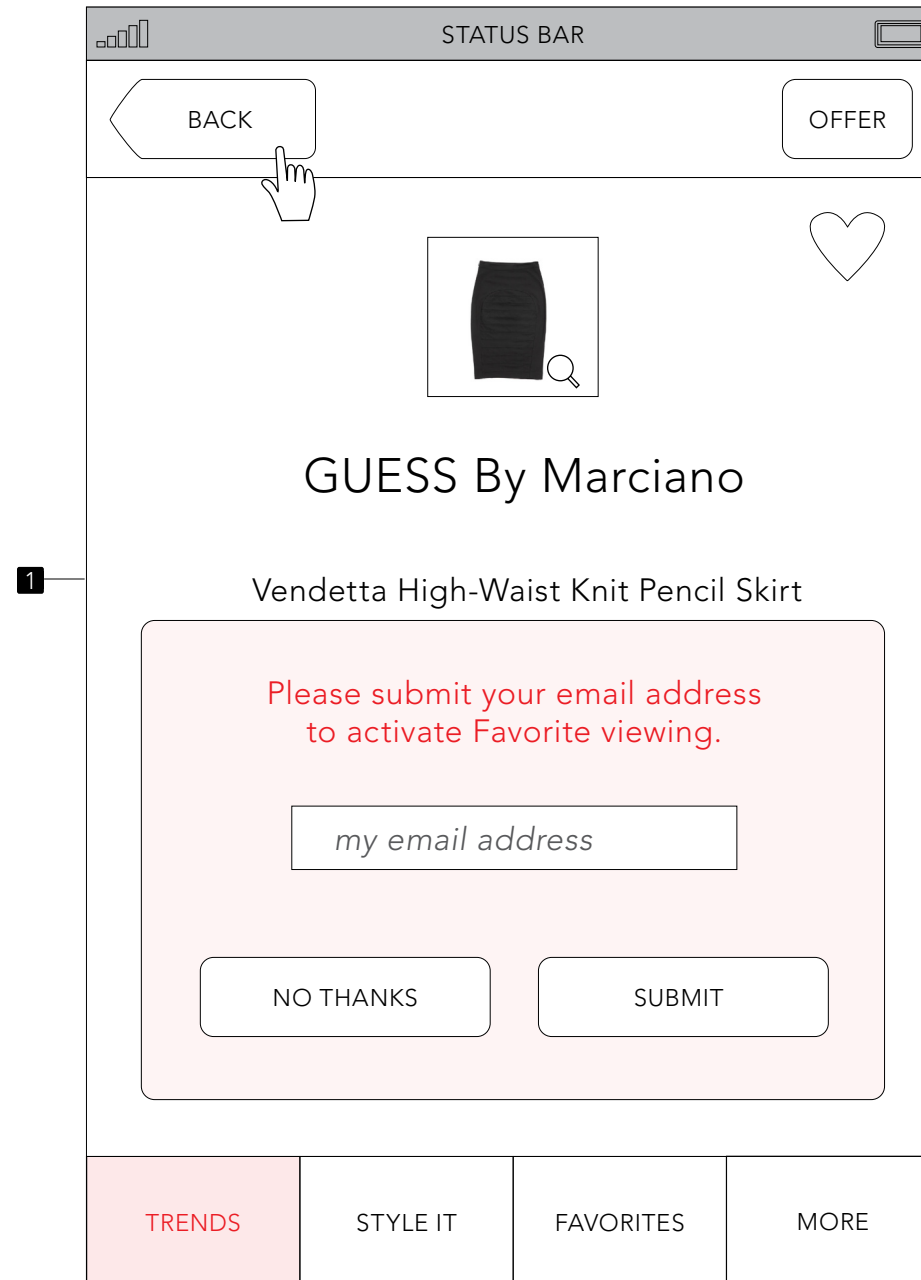 STATUS BAR
BACK
OFFER
GUESS By Marciano
1
Vendetta High-Waist Knit Pencil Skirt
Please submit your email address
to activate Favorite viewing.
my email address
NO THANKS
SUBMIT
TRENDS
STYLE IT
FAVORITES
MORE